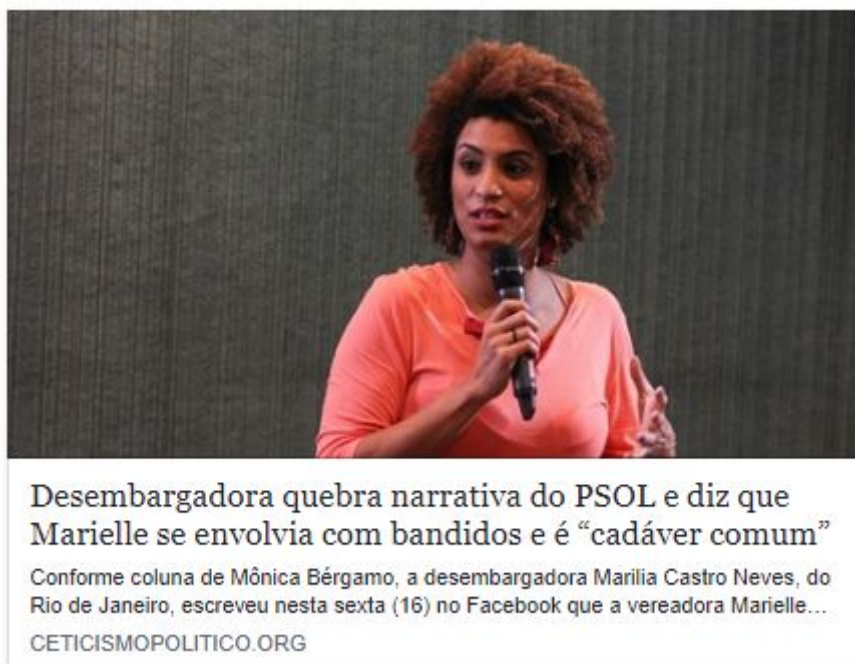 Desembargadora quebra narrativa do PSOL e diz que
Marielle se envolvia com bandidos e é “cadáver comum”
Conforme coluna de Mônica Bérgamo, a desembargadora Marilia Castro Neves, do
Rio de Janeiro, escreveu nesta sexta (16) no Facebook que a vereadora Marielle...
CETICISMOPOLITICO.ORG